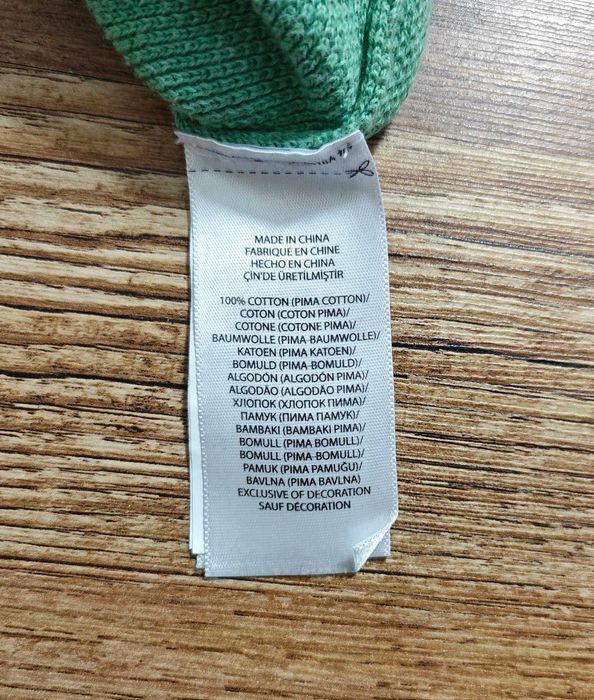 MADE IN CHINA
FABRIQUÉ EN CHINE
HECHO EN CHINA
ÇİN'DE ÜRETİLMİŞTİR
100% COTTON (PIMA COTTON)/
COTON (COTON PIMA)/
COTONE (COTONE PIMA)/
BAUMWOLLE (PIMA-BAUMWOLLE)/
KATOEN (PIMA KATOEN)/
BOMULD (PIMA-BOMULD)/
ALGODÓN (ALGODÓN PIMA)/
ALGODÃO (ALGODÃO PIMA)/
ХЛОПОК (ХЛОПОК ПИМА)/
ПАМУК (ПИМА ПАМУК)/
BAMBAKI (BAMBAKI PIMA)/
BOMULL (PIMA BOMULL)/
BOMULL (PIMA-BOMULL)/
PAMUK (PIMA PAMUĞU)/
BAVLNA (PIMA BAVLNA)
EXCLUSIVE OF DECORATION
SAUF DÉCORATION